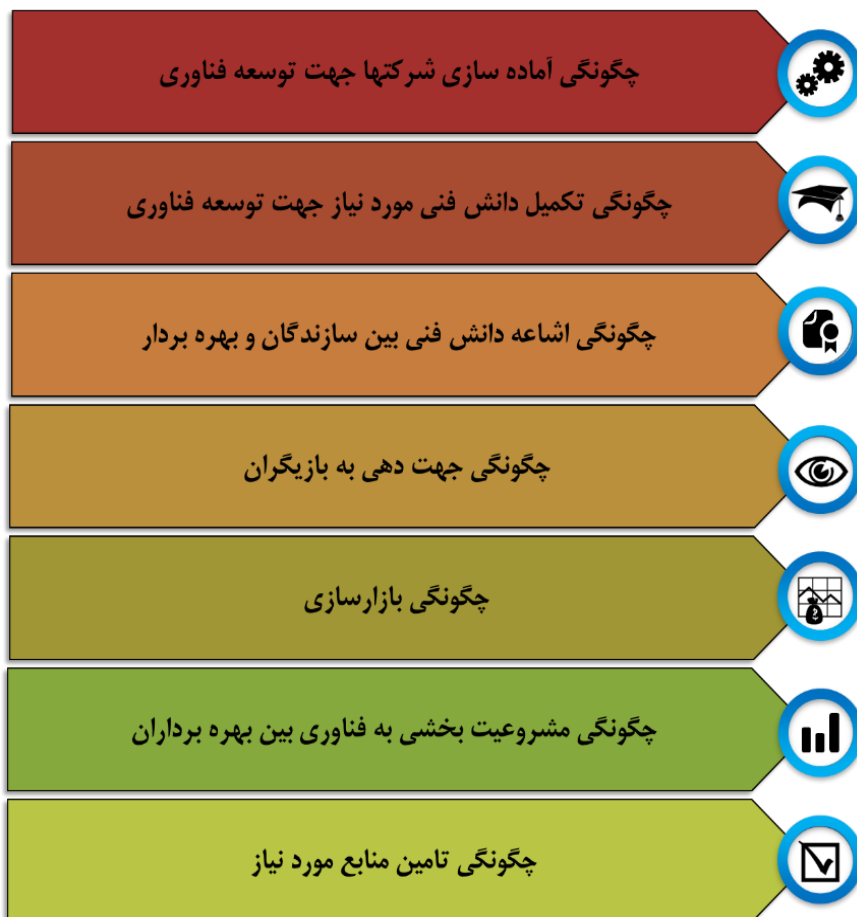 چگونگی آماده سازی شرکتها جهت توسعه فناوری
چگونگی تکمیل دانش فنی مورد نیاز جهت توسعه فناوری
چگونگی اشاعه دانش فنی بین سازندگان و بهره بردار
چگونگی جهت دهی به بازیگران
چگونگی بازارسازی
چگونگی مشروعیت بخشی به فناوری بین بهره برداران
چگونگی تامین منابع مورد نیاز